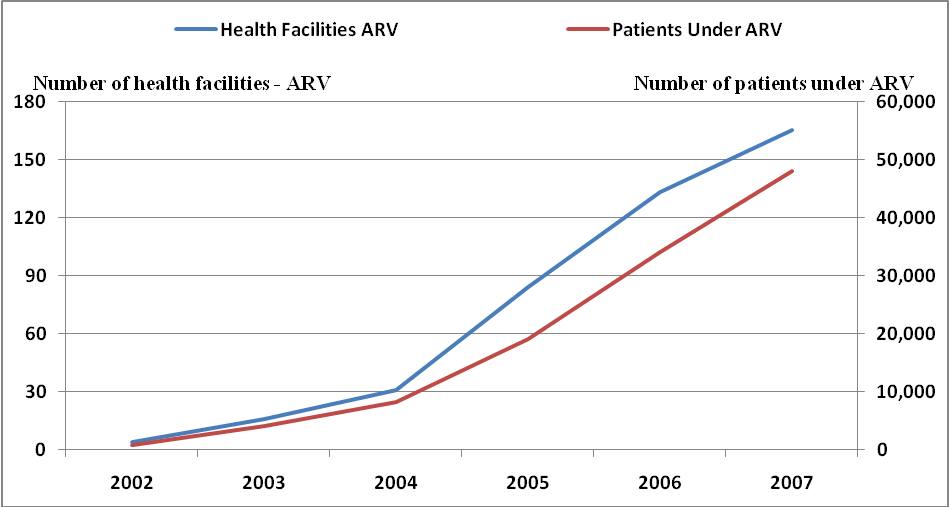 Health Facilities ARV Patients Under ARV
Number of health facilities - ARV Number of patients under ARV
180 60,000
150 50,000
120 40,000
90 30,000
60 20,000
30 10,000
0 0
2002 2003 2004 2005 2006 2007